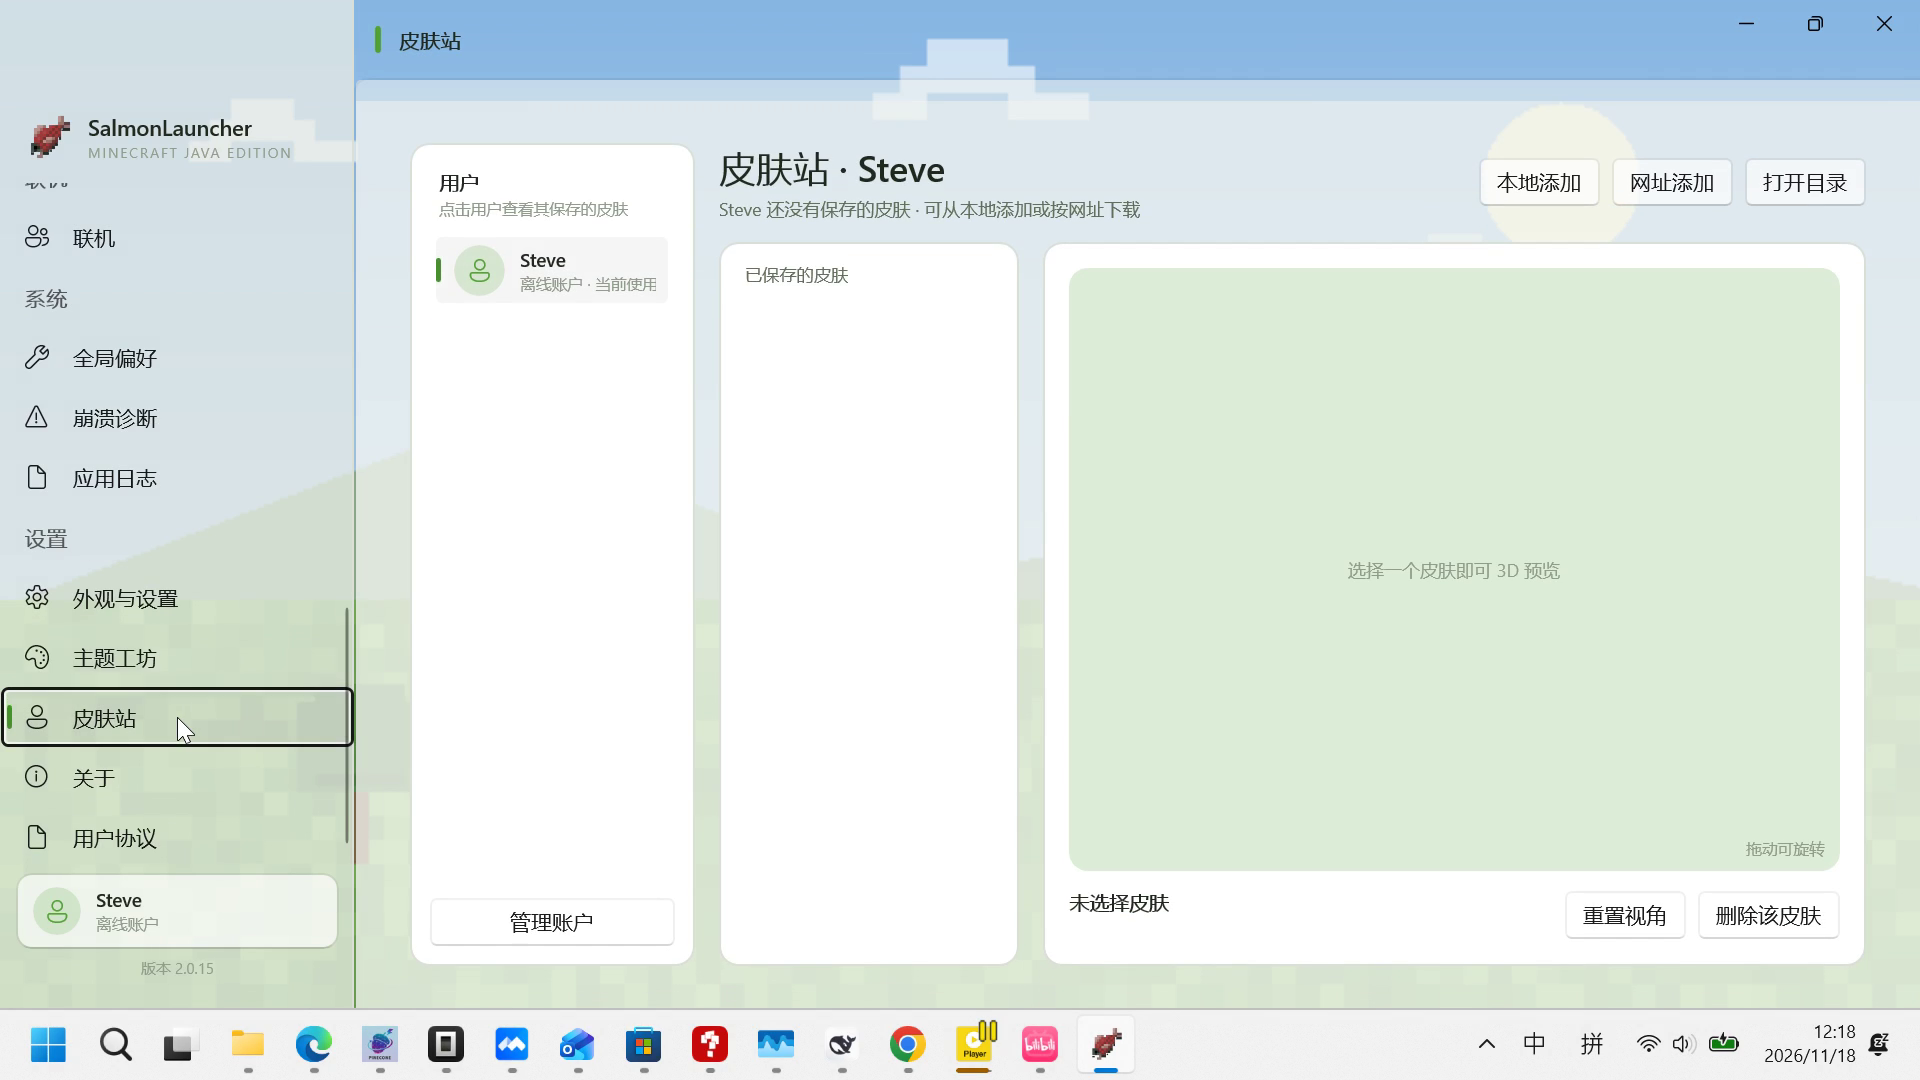 皮肤站
SalmonLauncher
MINECRAFT JAVA EDITION
联机
联机
系统
全局偏好
崩溃诊断
应用日志
设置
外观与设置
主题工坊
皮肤站
关于
用户协议
Steve
离线账户
版本 2.0.15
用户
点击用户查看其保存的皮肤
Steve
离线账户 · 当前使用
管理账户
皮肤站 · Steve
Steve 还没有保存的皮肤 · 可从本地添加或按网址下载
本地添加
网址添加
打开目录
已保存的皮肤
选择一个皮肤即可 3D 预览
拖动可旋转
未选择皮肤
重置视角
删除该皮肤
PINECONE
Player
bilibili
中
拼
12:18
2026/11/18